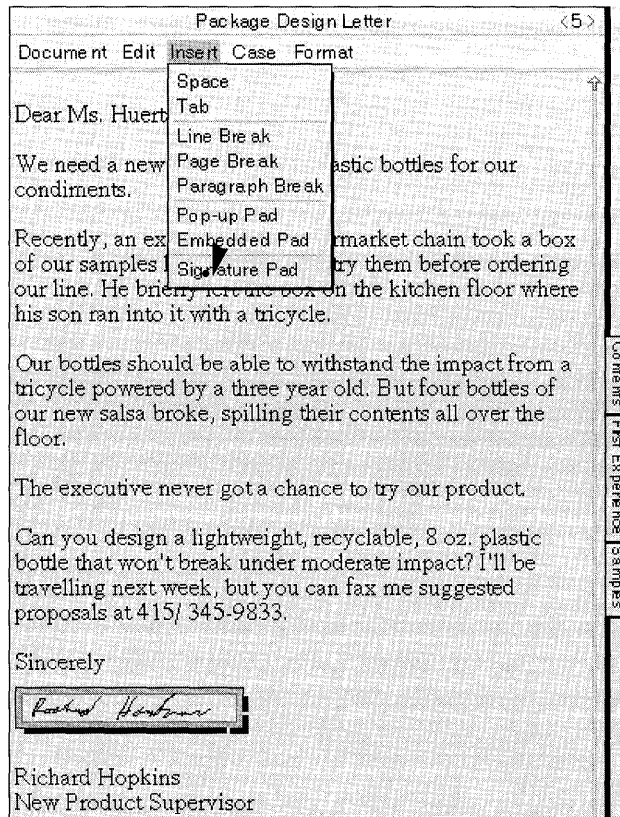 Package Design Letter <5>
Document Edit Insert Case Format
Space
Tab
Line Break
Page Break
Paragraph Break
Pop-up Pad
Embedded Pad
Signature Pad
Dear Ms. Huert
We need a new astic bottles for our
condiments.
Recently, an ex rmarket chain took a box
of our samples try them before ordering
our line. He briefly left the box on the kitchen floor where
his son ran into it with a tricycle.
Our bottles should be able to withstand the impact from a
tricycle powered by a three year old. But four bottles of
our new salsa broke, spilling their contents all over the
floor.
The executive never got a chance to try our product.
Can you design a lightweight, recyclable, 8 oz. plastic
bottle that won't break under moderate impact? I'll be
travelling next week, but you can fax me suggested
proposals at 415/ 345-9833.
Sincerely
Richard Hopkins
New Product Supervisor
Contents
First Experience
Samples